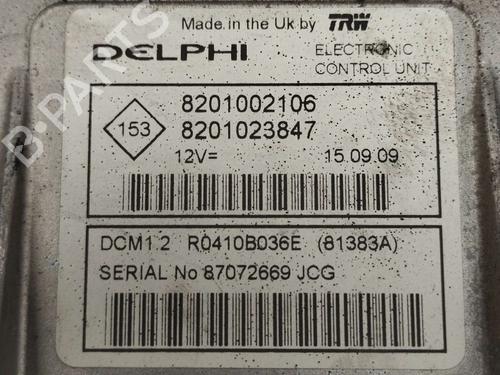 Made in the Uk by TRW
DELPHI ELECTRONIC
CONTROL UNIT
153
8201002106
8201023847
12V= 15.09.09
DCM1.2 R0410B036E (81383A)
SERIAL No 87072669 JCG
B-PARTS